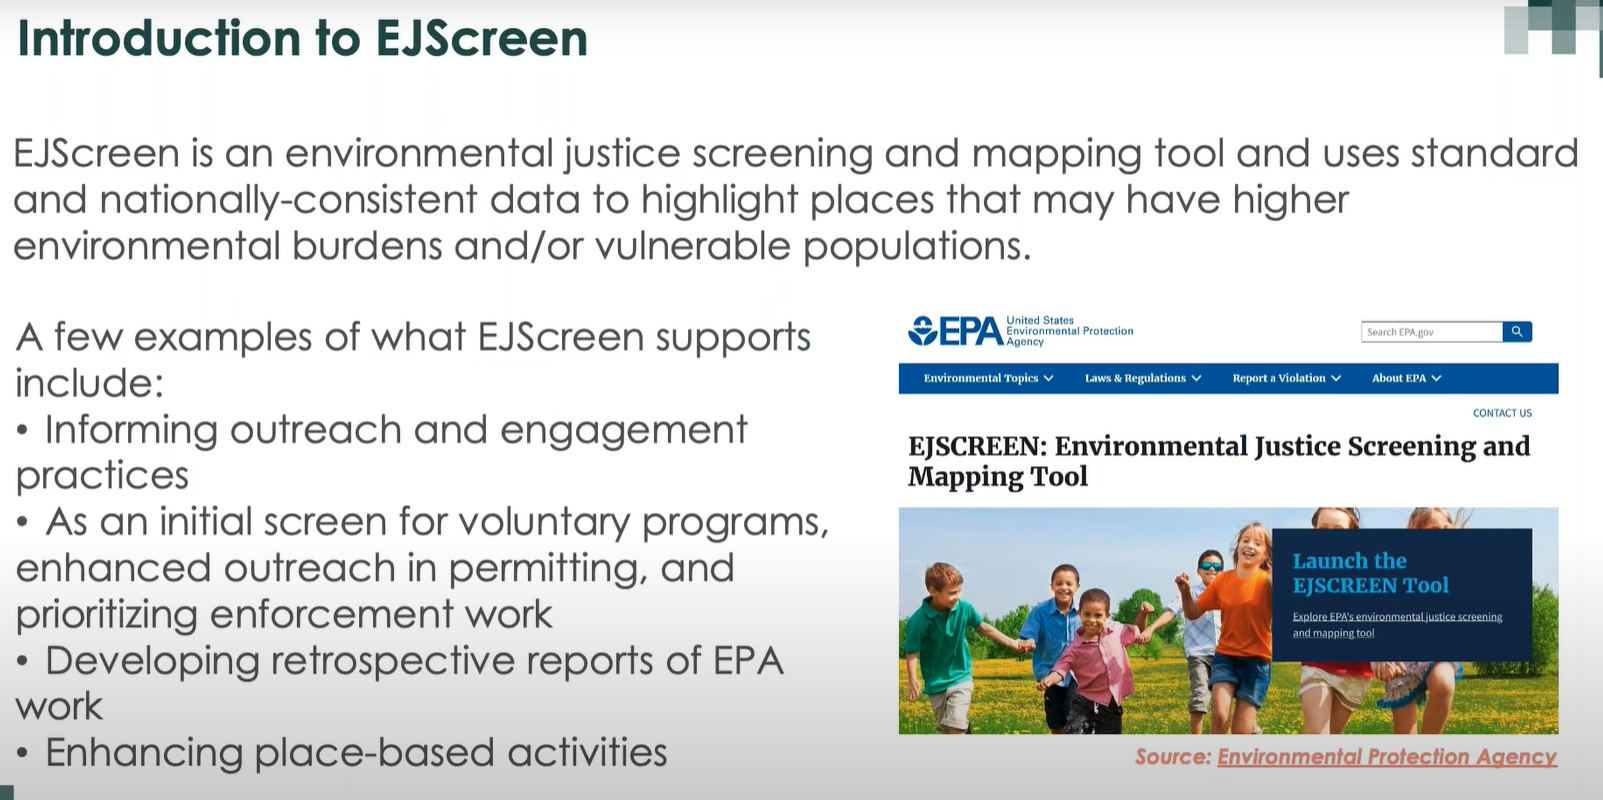 Introduction to EJScreen
EJScreen is an environmental justice screening and mapping tool and uses standard
and nationally-consistent data to highlight places that may have higher
environmental burdens and/or vulnerable populations.
A few examples of what EJScreen supports
include:
• Informing outreach and engagement
practices
• As an initial screen for voluntary programs,
enhanced outreach in permitting, and
prioritizing enforcement work
• Developing retrospective reports of EPA
work
• Enhancing place-based activities
EPA
United States
Environmental Protection
Agency
Search EPA.gov
Environmental Topics Laws & Regulations Report a Violation About EPA
CONTACT US
EJSCREEN: Environmental Justice Screening and
Mapping Tool
Launch the
EJSCREEN Tool
Explore EPA's environmental justice screening
and mapping tool
Source: Environmental Protection Agency